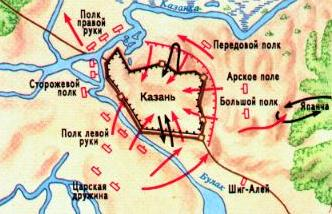 Полк
правой
руки
Казанка
Передовой полк
Сторожевой
полк
Казань
Арское поле
Большой полк
Япанча
Полк левой
руки
Царская
дружина
Булак
Шиг-Алей